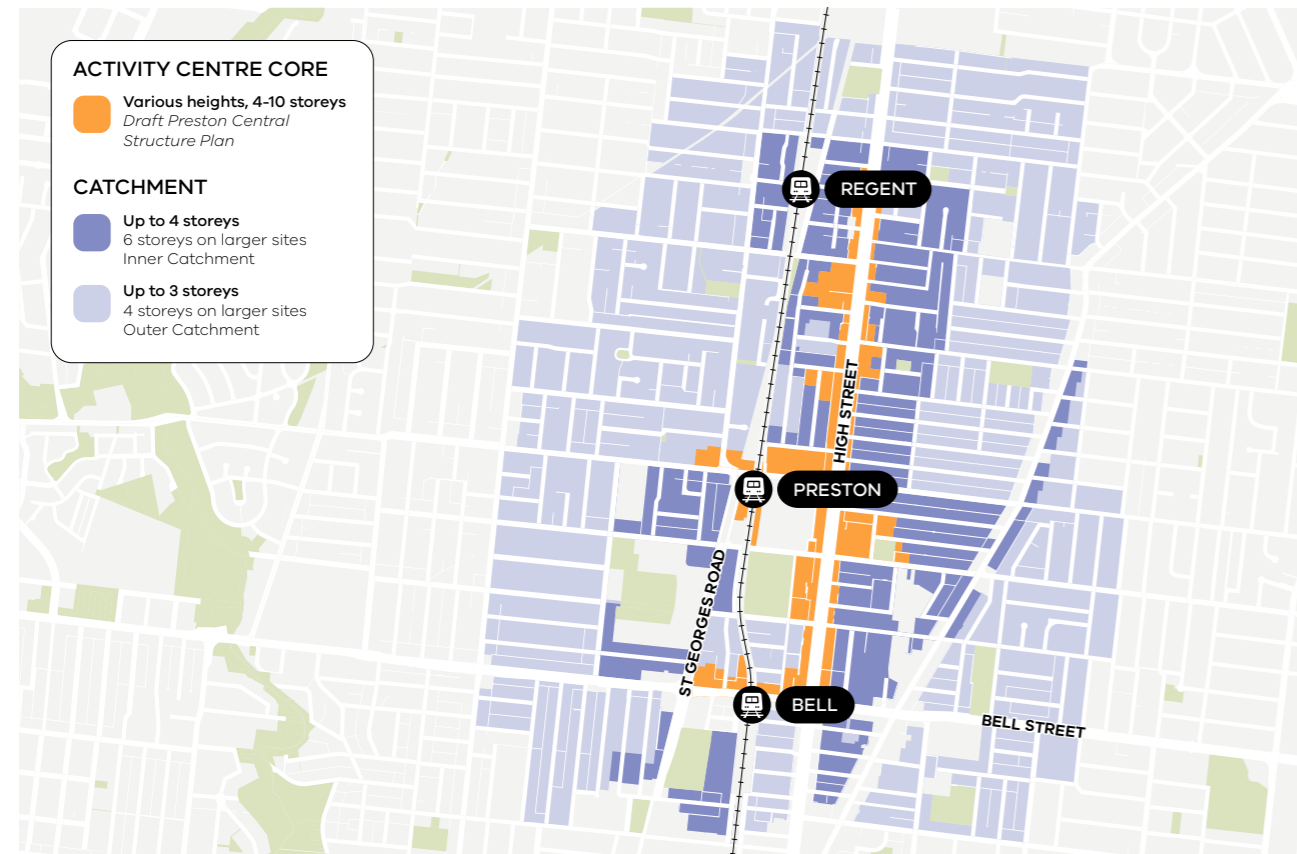 ACTIVITY CENTRE CORE
Various heights, 4-10 storeys
Draft Preston Central
Structure Plan
CATCHMENT
Up to 4 storeys
6 storeys on larger sites
Inner Catchment
Up to 3 storeys
4 storeys on larger sites
Outer Catchment
REGENT
HIGH STREET
PRESTON
ST GEORGES ROAD
BELL
BELL STREET